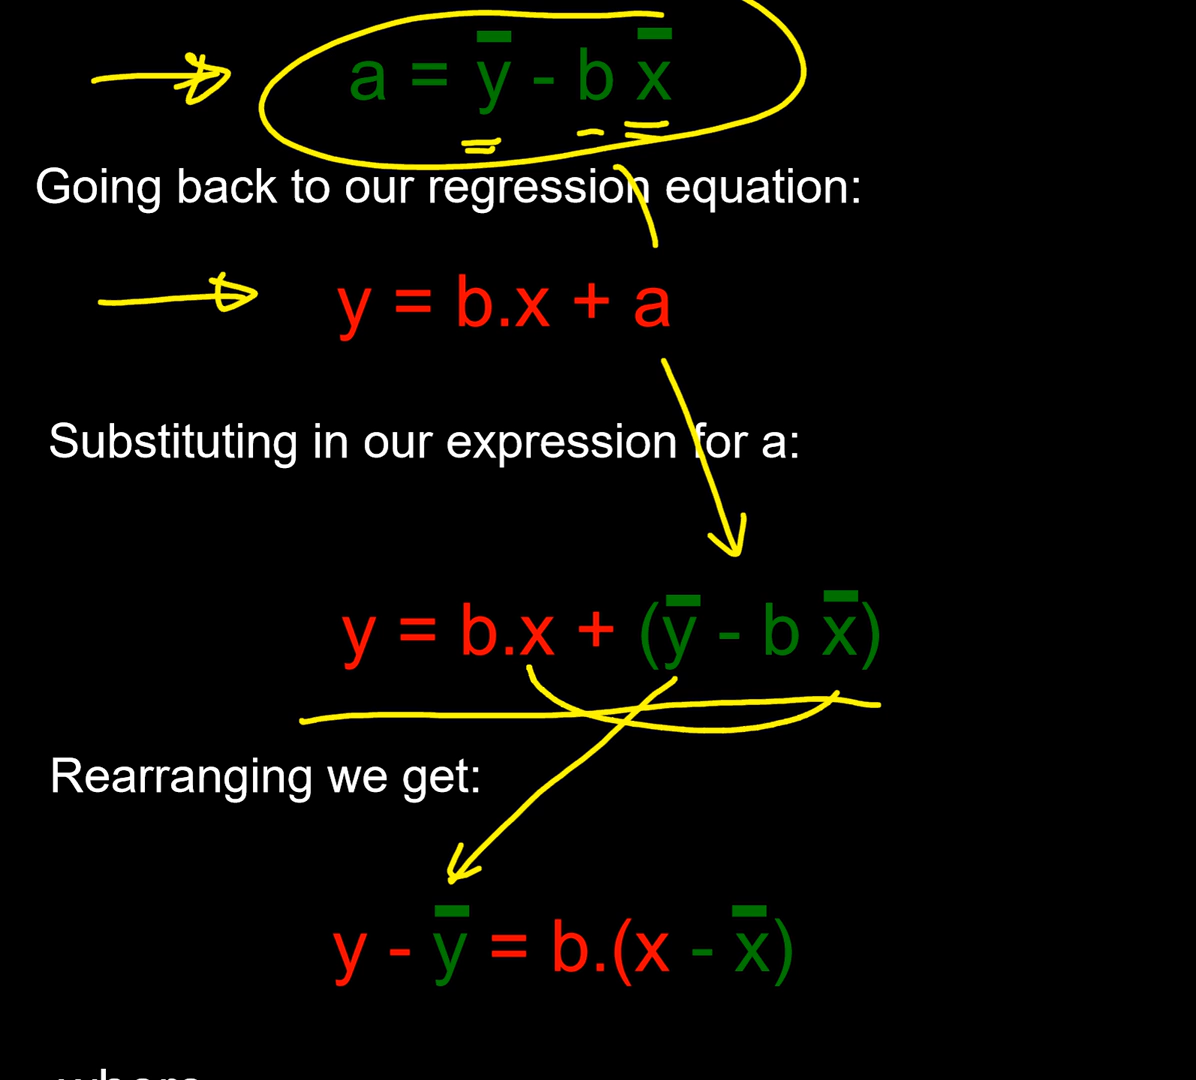 a = y̅ - b x̅
Going back to our regression equation:
y = b.x + a
Substituting in our expression for a:
y = b.x + (y̅ - b x̅)
Rearranging we get:
y - y̅ = b.(x - x̅)